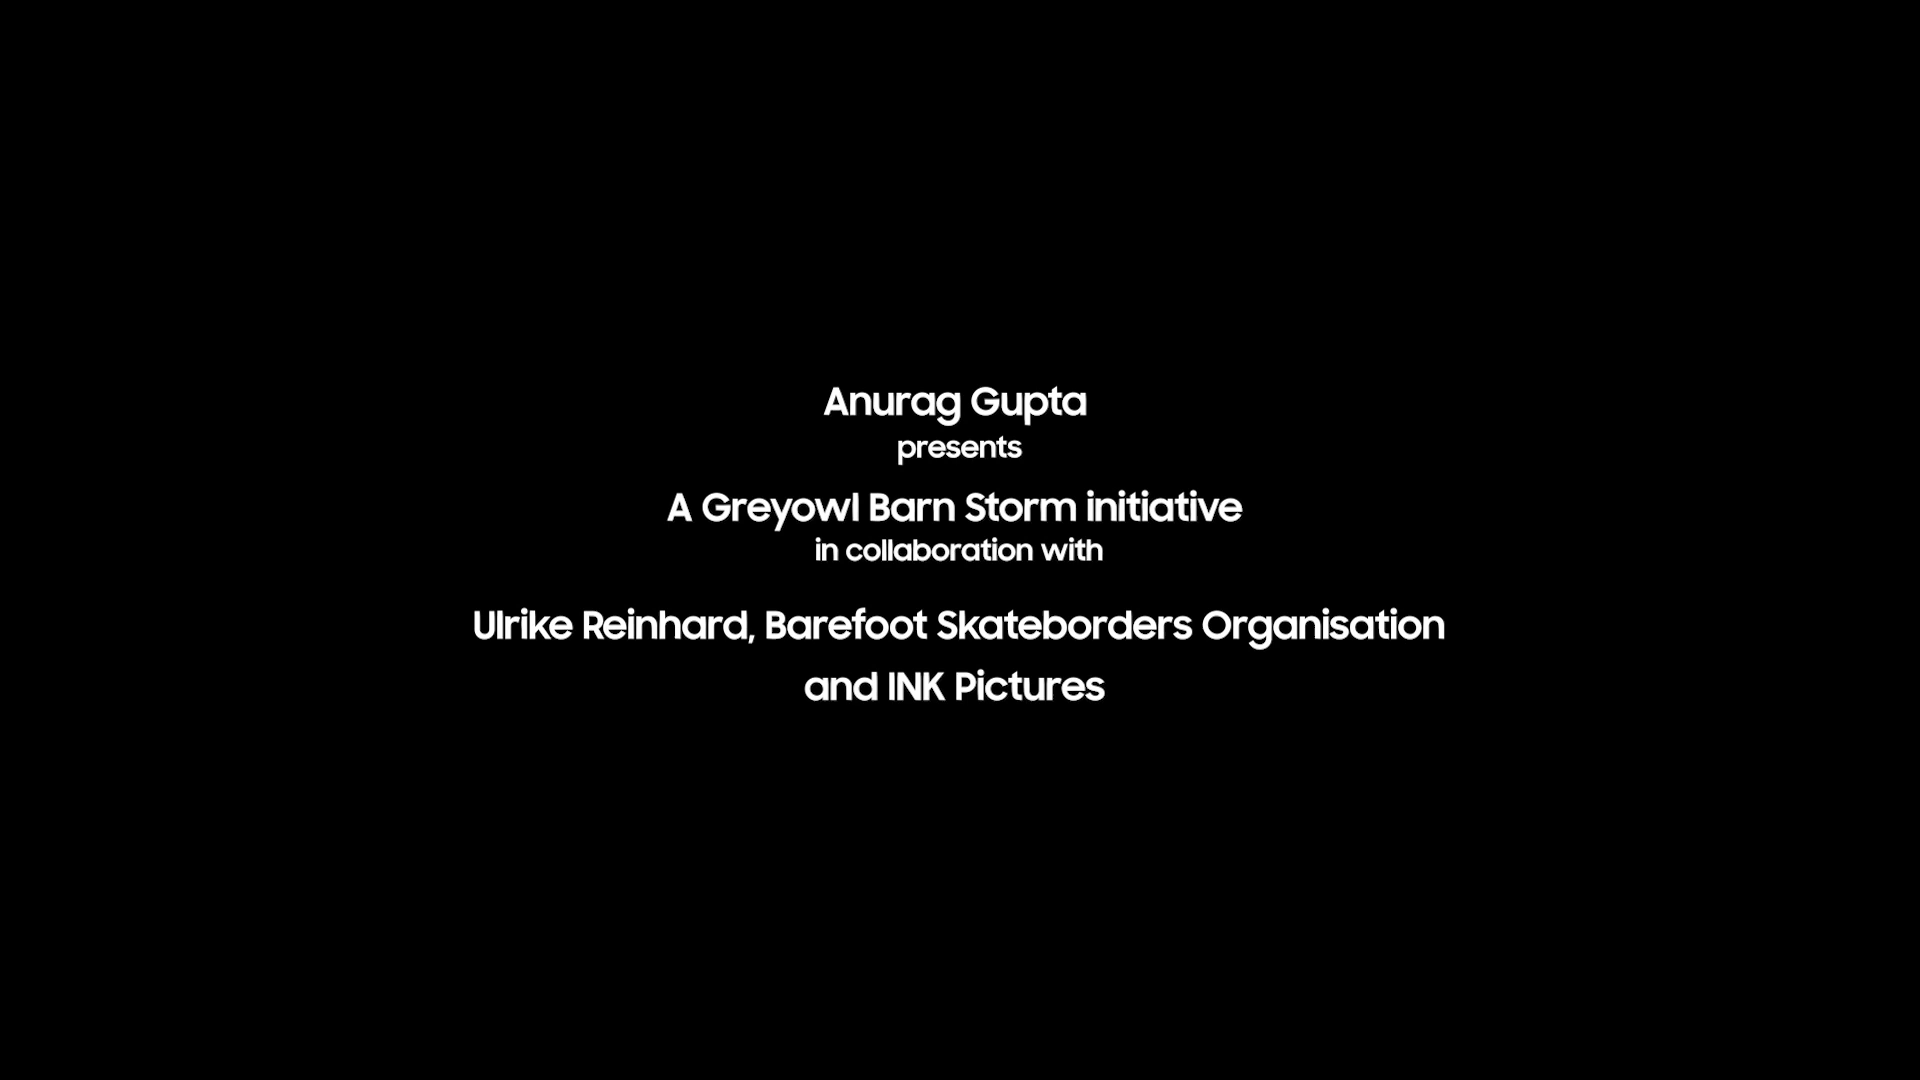 Anurag Gupta
presents
A Greyowl Barn Storm initiative
in collaboration with
Ulrike Reinhard, Barefoot Skateborders Organisation
and INK Pictures